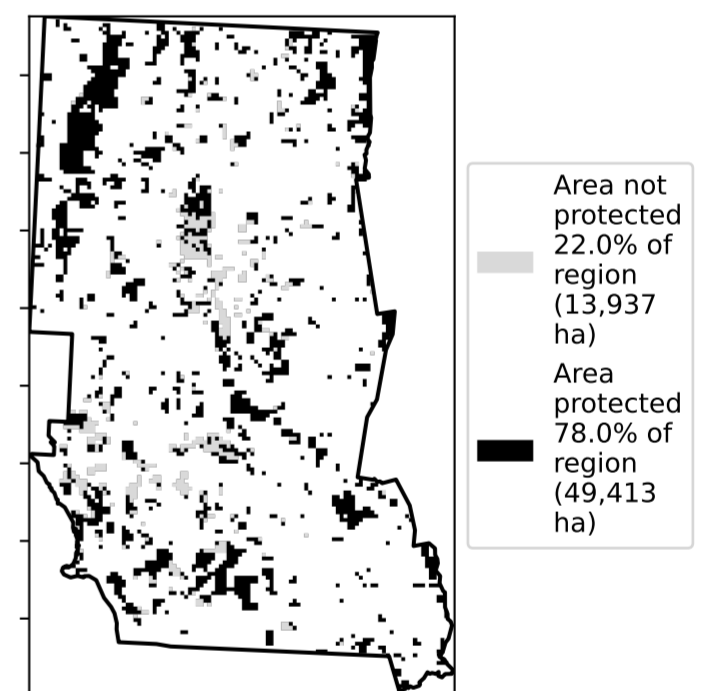 Area not
protected
22.0% of
region
(13,937
ha)
Area
protected
78.0% of
region
(49,413
ha)